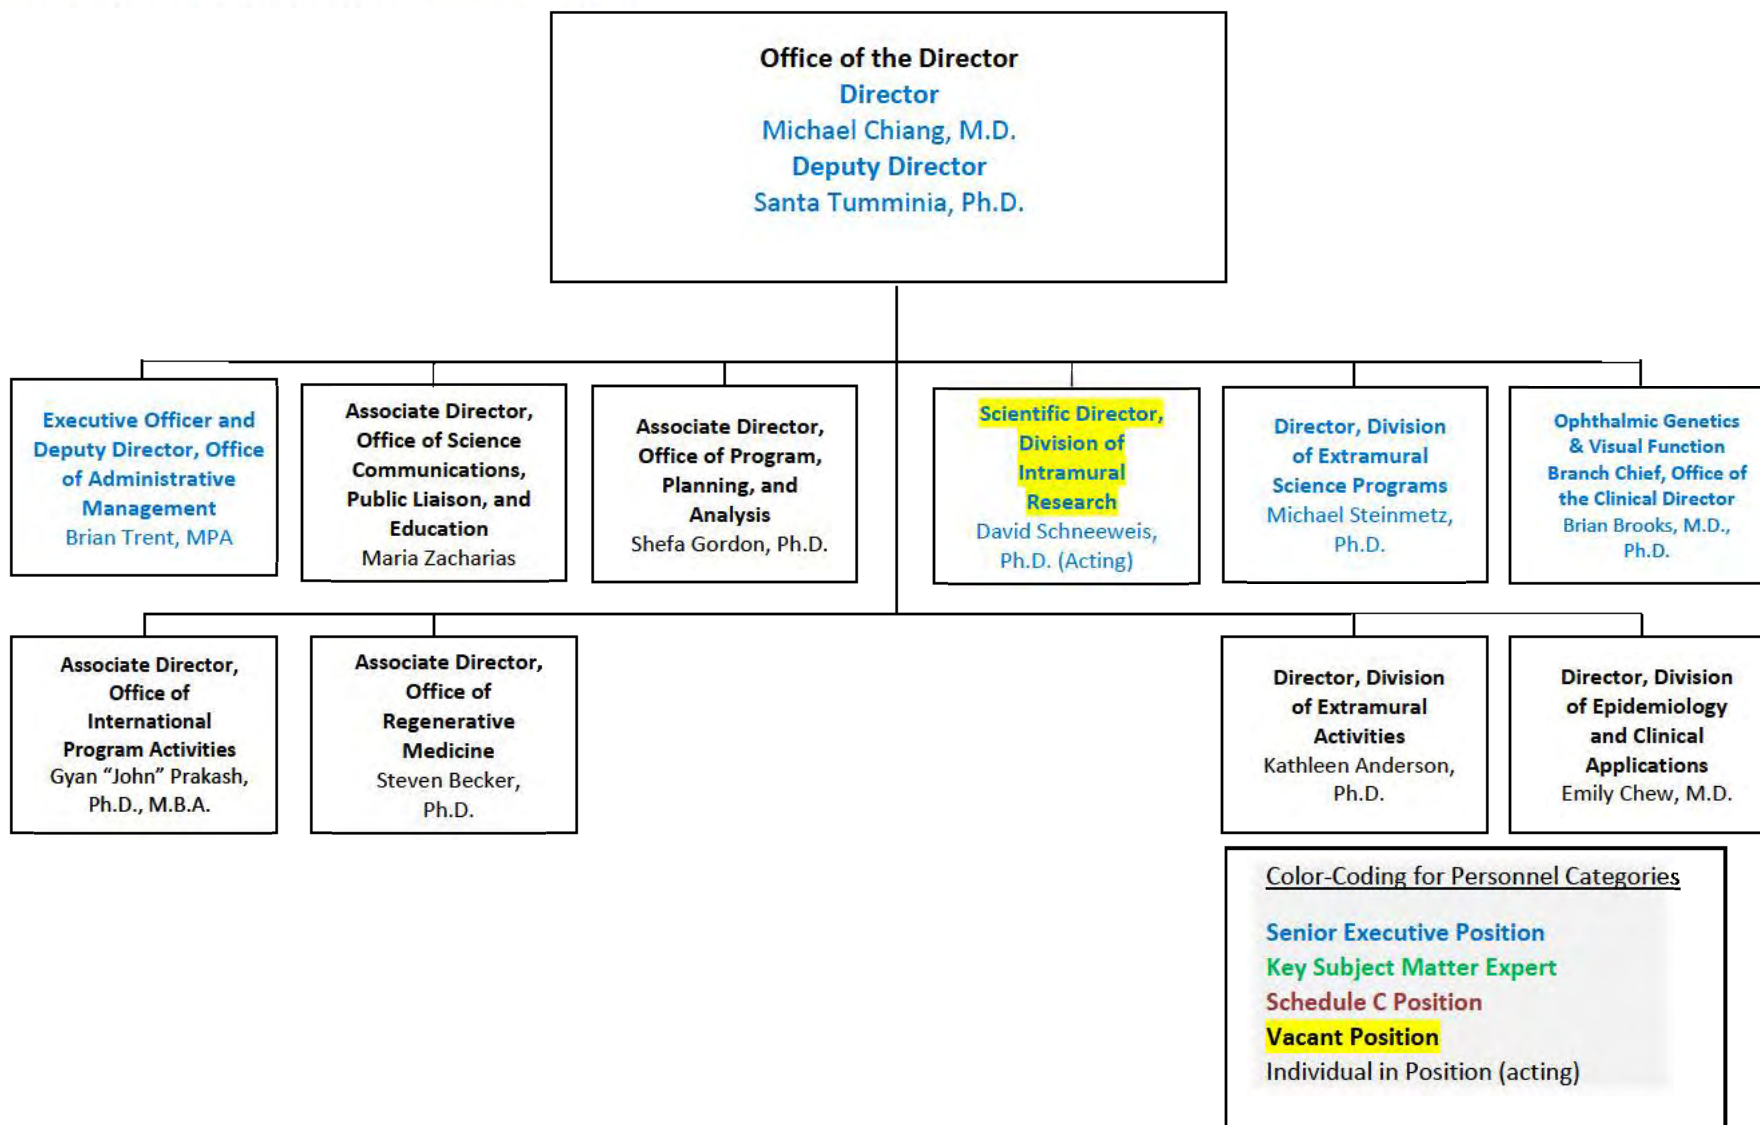 Office of the Director
Director
Michael Chiang, M.D.
Deputy Director
Santa Tumminia, Ph.D.
Executive Officer and
Deputy Director, Office
of Administrative
Management
Brian Trent, MPA
Associate Director,
Office of Science
Communications,
Public Liaison, and
Education
Maria Zacharias
Associate Director,
Office of Program,
Planning, and
Analysis
Shefa Gordon, Ph.D.
Scientific Director,
Division of
Intramural
Research
David Schneeweis,
Ph.D. (Acting)
Director, Division
of Extramural
Science Programs
Michael Steinmetz,
Ph.D.
Ophthalmic Genetics
& Visual Function
Branch Chief, Office of
the Clinical Director
Brian Brooks, M.D.,
Ph.D.
Associate Director,
Office of
International
Program Activities
Gyan “John” Prakash,
Ph.D., M.B.A.
Associate Director,
Office of
Regenerative
Medicine
Steven Becker,
Ph.D.
Director, Division
of Extramural
Activities
Kathleen Anderson,
Ph.D.
Director, Division
of Epidemiology
and Clinical
Applications
Emily Chew, M.D.
Color-Coding for Personnel Categories
Senior Executive Position
Key Subject Matter Expert
Schedule C Position
Vacant Position
Individual in Position (acting)